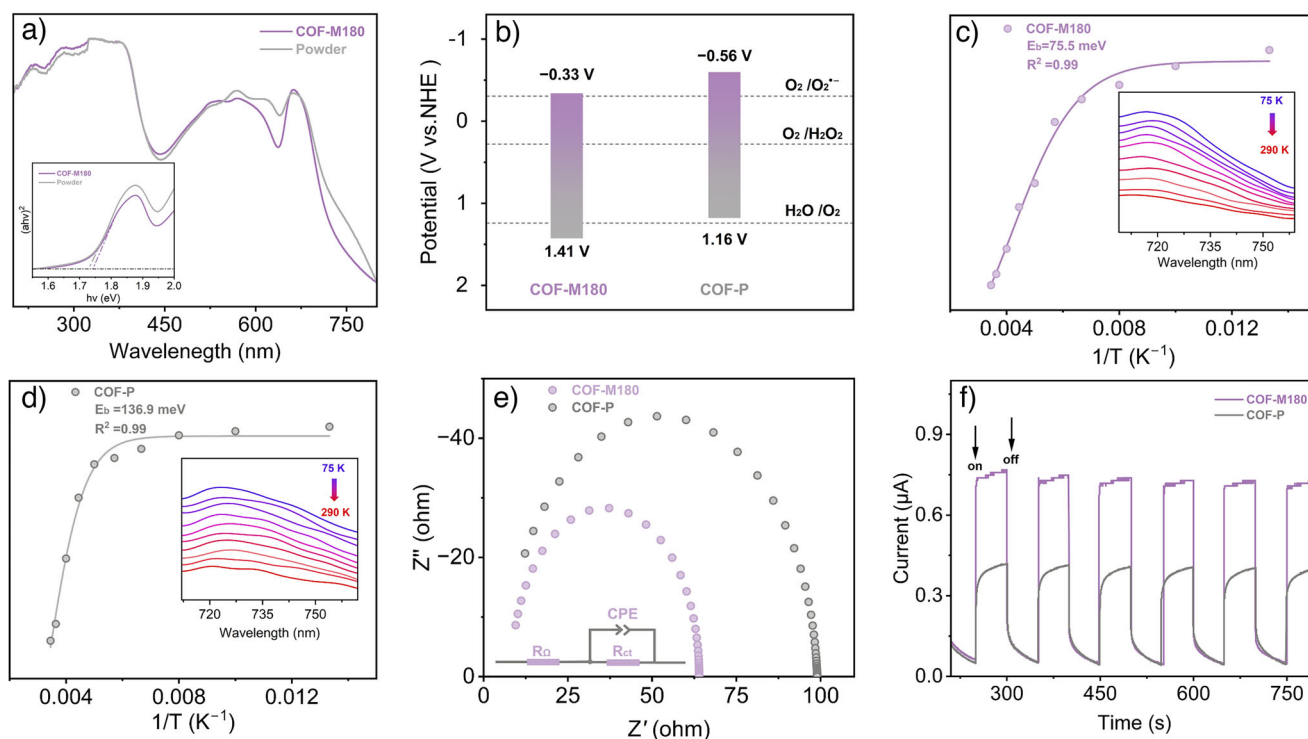 a)
COF-M180
Powder
COF-M180
Powder
(ahv)²
1.6 1.7 1.8 1.9 2.0
hv (eV)
300 450 600 750
Wavelenegth (nm)
b)
Potential (V vs.NHE)
-1
0
1
2
−0.33 V
−0.56 V
O₂ /O₂•−
O₂ /H₂O₂
H₂O /O₂
1.41 V
1.16 V
COF-M180
COF-P
c)
COF-M180
Eb=75.5 meV
R² =0.99
75 K
290 K
720 735 750
Wavelength (nm)
0.004 0.008 0.012
1/T (K⁻¹)
d)
COF-P
Eb =136.9 meV
R² =0.99
75 K
290 K
720 735 750
Wavelength (nm)
0.004 0.008 0.012
1/T (K⁻¹)
e)
COF-M180
COF-P
Z″ (ohm)
−40
−20
0
CPE
RΩ
Rct
0 25 50 75 100
Z′ (ohm)
f)
COF-M180
COF-P
on
off
Current (μA)
0.9
0.6
0.3
0.0
300 450 600 750
Time (s)